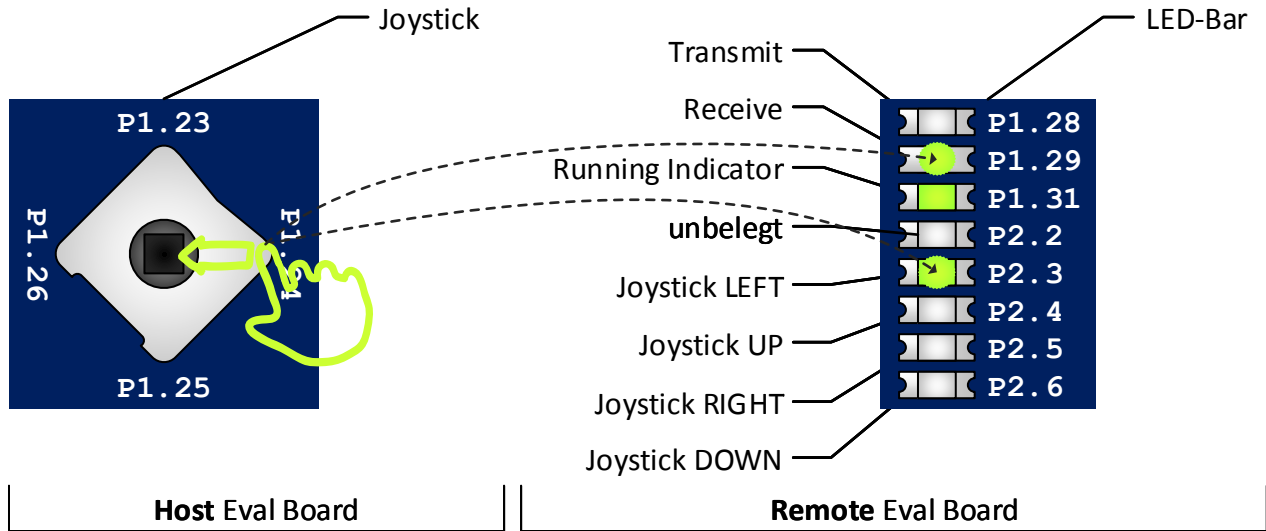 Joystick
LED-Bar
Transmit
Receive
Running Indicator
unbelegt
Joystick LEFT
Joystick UP
Joystick RIGHT
Joystick DOWN
P1.23
P1.26
P1.25
P1.28
P1.29
P1.31
P2.2
P2.3
P2.4
P2.5
P2.6
Host Eval Board
Remote Eval Board